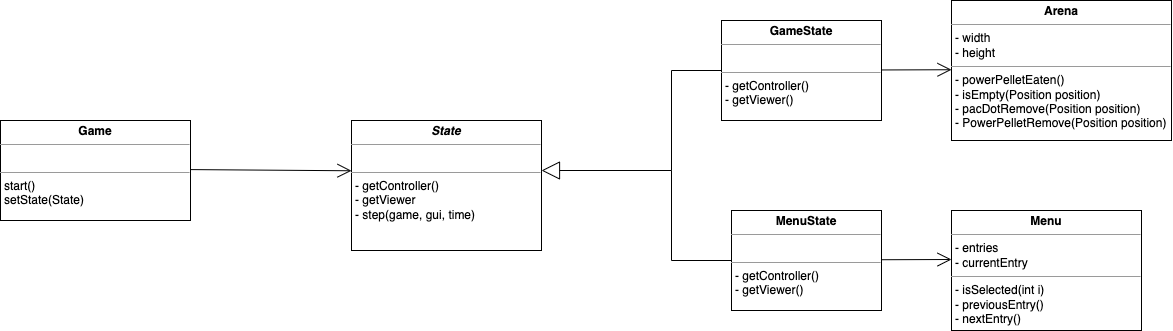 Game
start()
setState(State)
State
- getController()
- getViewer
- step(game, gui, time)
GameState
- getController()
- getViewer()
Arena
- width
- height
- powerPelletEaten()
- isEmpty(Position position)
- pacDotRemove(Position position)
- PowerPelletRemove(Position position)
MenuState
- getController()
- getViewer()
Menu
- entries
- currentEntry
- isSelected(int i)
- previousEntry()
- nextEntry()